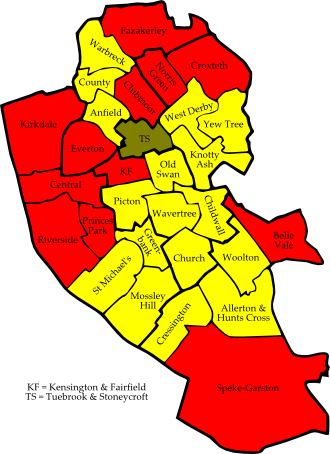 Fazakerley
Warbreck
Norris
Green
Croxteth
County
Clubmoor
Anfield
West Derby
Yew Tree
Kirkdale
TS
Everton
Knotty
Ash
Old
Swan
KF
Central
Picton
Childwall
Wavertree
Princes
Park
Riverside
Green-
bank
Belle
Vale
St Michael's
Church
Woolton
Mossley
Hill
Cressington
Allerton &
Hunts Cross
Speke-Garston
KF = Kensington & Fairfield
TS = Tuebrook & Stoneycroft